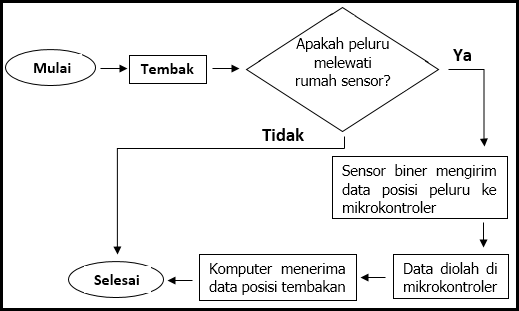 Mulai
Tembak
Apakah peluru
melewati
rumah sensor?
Ya
Tidak
Sensor biner mengirim
data posisi peluru ke
mikrokontroler
Data diolah di
mikrokontroler
Komputer menerima
data posisi tembakan
Selesai